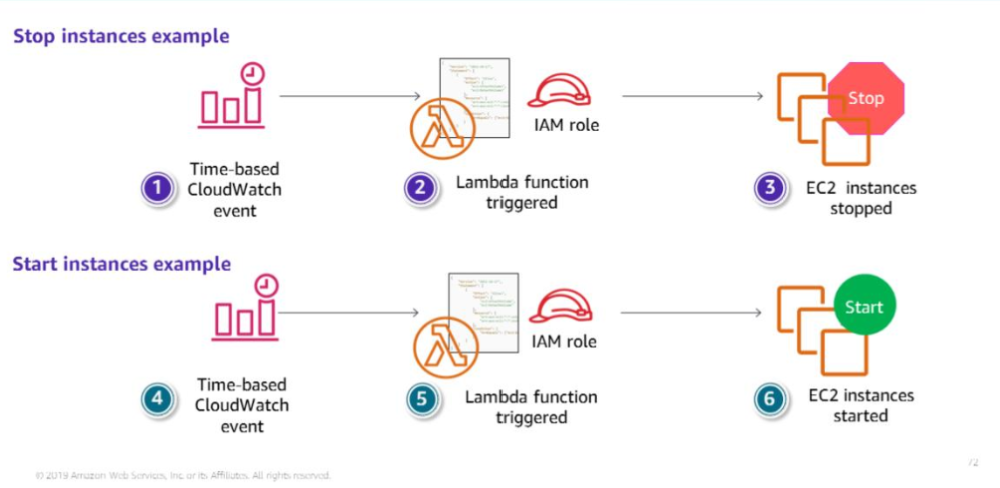 Stop instances example
Stop
IAM role
1
Time-based
CloudWatch
event
2
Lambda function
triggered
3
EC2 instances
stopped
Start instances example
Start
IAM role
4
Time-based
CloudWatch
event
5
Lambda function
triggered
6
EC2 instances
started
© 2019 Amazon Web Services, Inc. or its Affiliates. All rights reserved.
72